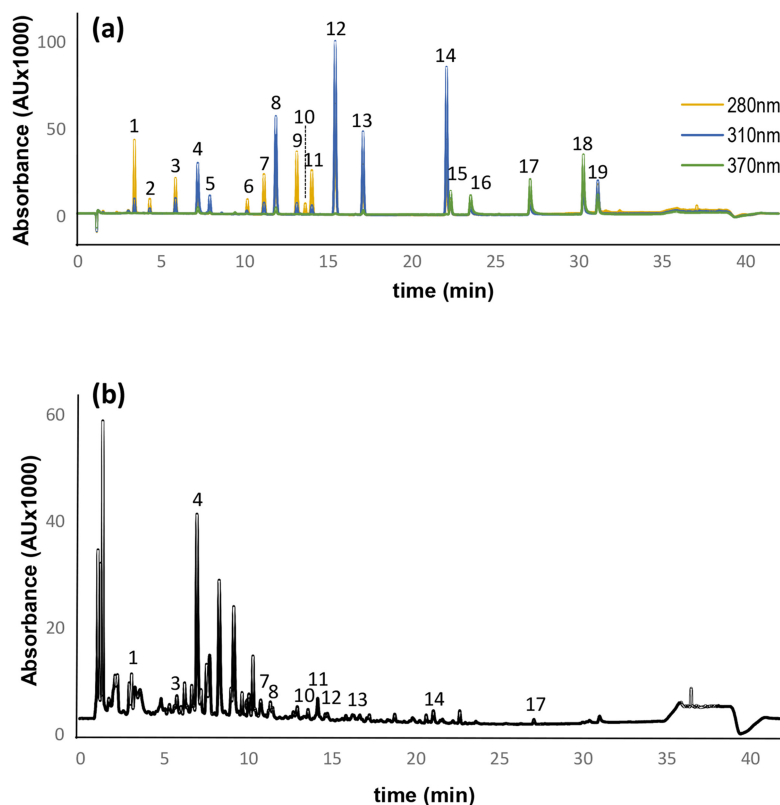 (a)
Absorbance (AUx1000)
100
50
0
1 2 3 4 5 6 7 8 9 10 11 12 13 14 15 16 17 18 19
280nm
310nm
370nm
0 5 10 15 20 25 30 35 40
time (min)
(b)
Absorbance (AUx1000)
60
40
20
0
1 3 4 7 8 10 11 12 13 14 17
0 5 10 15 20 25 30 35 40
time (min)